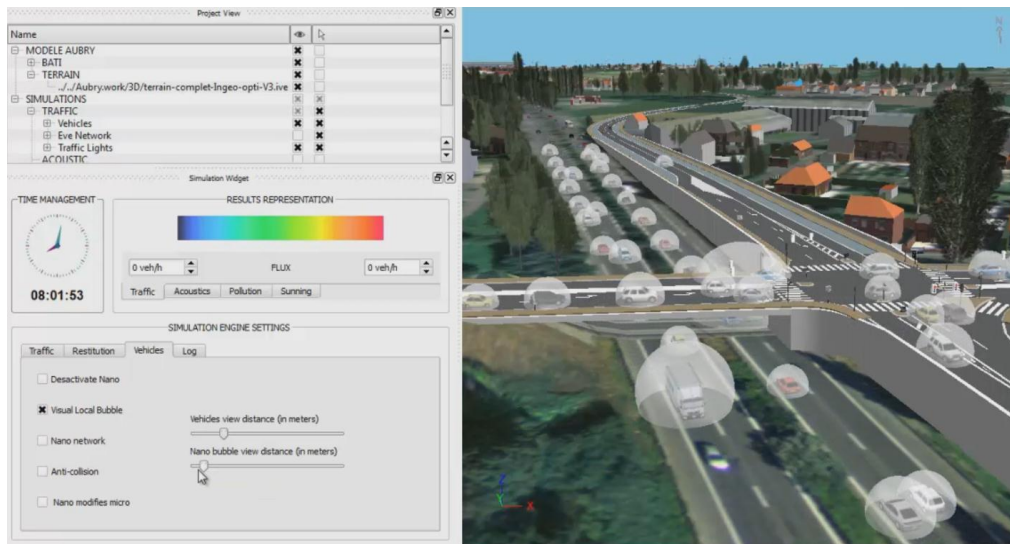 Project View
Name
MODELE AUBRY
BATI
TERRAIN
../../Aubry.work/3D/terrain-complet-Ingeo-opti-V3.ive
SIMULATIONS
TRAFFIC
Vehicles
Eve Network
Traffic Lights
ACOUSTIC
Simulation Widget
TIME MANAGEMENT
RESULTS REPRESENTATION
0 veh/h
FLUX
0 veh/h
08:01:53
Traffic Acoustics Pollution Sunning
SIMULATION ENGINE SETTINGS
Traffic Restitution Vehicles Log
Desactivate Nano
Visual Local Bubble
Vehicles view distance (in meters)
Nano network
Nano bubble view distance (in meters)
Anti-collision
Nano modifies micro
N
Z
Y
X